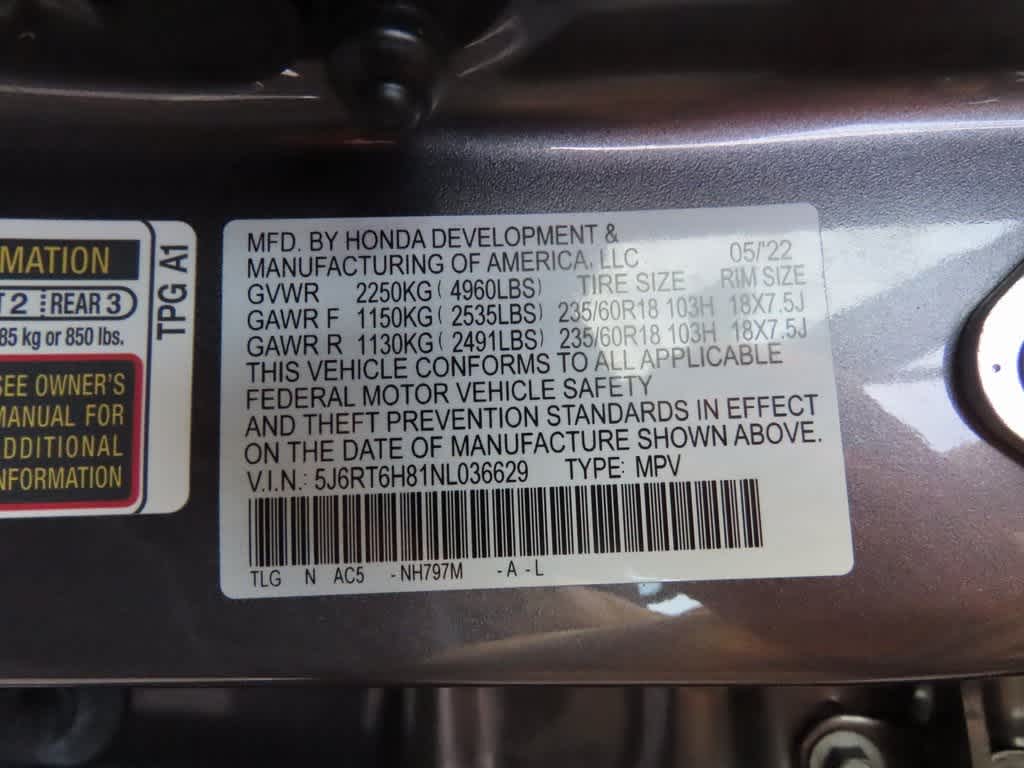 MATION
T 2 REAR 3
85 kg or 850 lbs.
SEE OWNER'S
MANUAL FOR
ADDITIONAL
INFORMATION
TPG A1
MFD. BY HONDA DEVELOPMENT &
MANUFACTURING OF AMERICA, LLC 05/'22
GVWR 2250KG ( 4960LBS) TIRE SIZE RIM SIZE
GAWR F 1150KG ( 2535LBS) 235/60R18 103H 18X7.5J
GAWR R 1130KG ( 2491LBS) 235/60R18 103H 18X7.5J
THIS VEHICLE CONFORMS TO ALL APPLICABLE
FEDERAL MOTOR VEHICLE SAFETY
AND THEFT PREVENTION STANDARDS IN EFFECT
ON THE DATE OF MANUFACTURE SHOWN ABOVE.
V.I.N.: 5J6RT6H81NL036629 TYPE: MPV
TLG N AC5 -NH797M -A -L